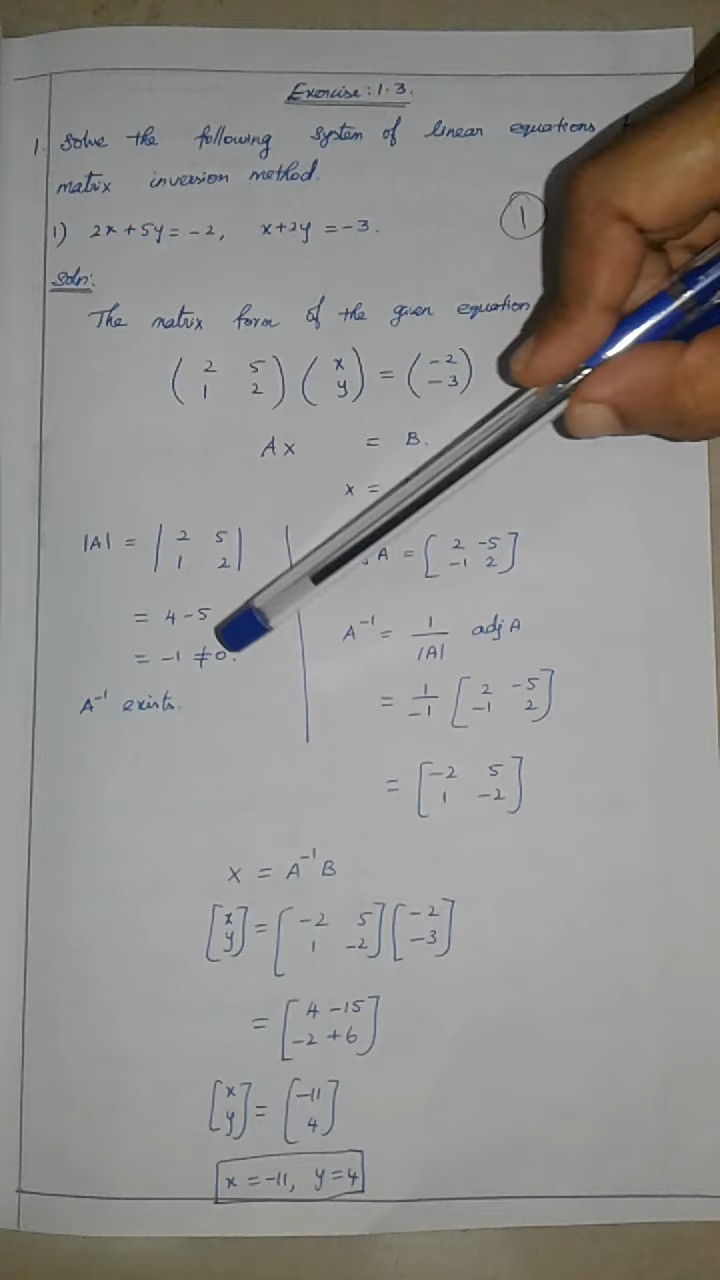 Exercise: 1.3.
1. Solve the following system of linear equations
matrix inversion method.
1) 2x+5y=-2, x+2y=-3.
1
Soln:
The matrix form of the given equation
( 2 5 ) ( x ) = ( -2 )
( 1 2 ) ( y ) ( -3 )
Ax = B.
x =
|A| = | 2 5 |
| 1 2 |
= 4-5
= -1 ≠0.
A⁻¹ exists.
A = [ 2 -5 ]
[ -1 2 ]
A⁻¹ = 1/|A| adj A
= 1/-1 [ 2 -5 ]
[ -1 2 ]
= [ -2 5 ]
[ 1 -2 ]
X = A⁻¹B
[ x ] = [ -2 5 ] [ -2 ]
[ y ] [ 1 -2 ] [ -3 ]
= [ 4 -15 ]
[ -2 +6 ]
[ x ] = [ -11 ]
[ y ] [ 4 ]
x = -11, y = 4